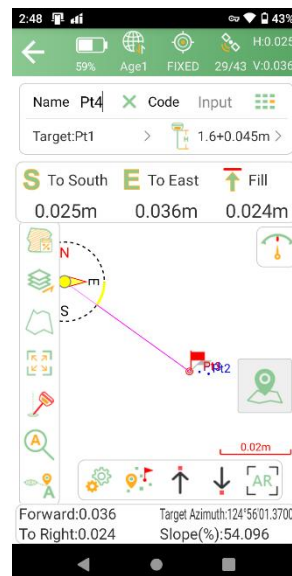 2:48 43%
59% Age1 FIXED 29/43 H:0.025 V:0.036
Name Pt4 Code Input
Target:Pt1 > H 1.6+0.045m >
S To South E To East Fill
0.025m 0.036m 0.024m
N
E
S
Pt2
0.02m
A
A
AR
Forward:0.036 Target Azimuth:124°56'01.3700
To Right:0.024 Slope(%):54.096